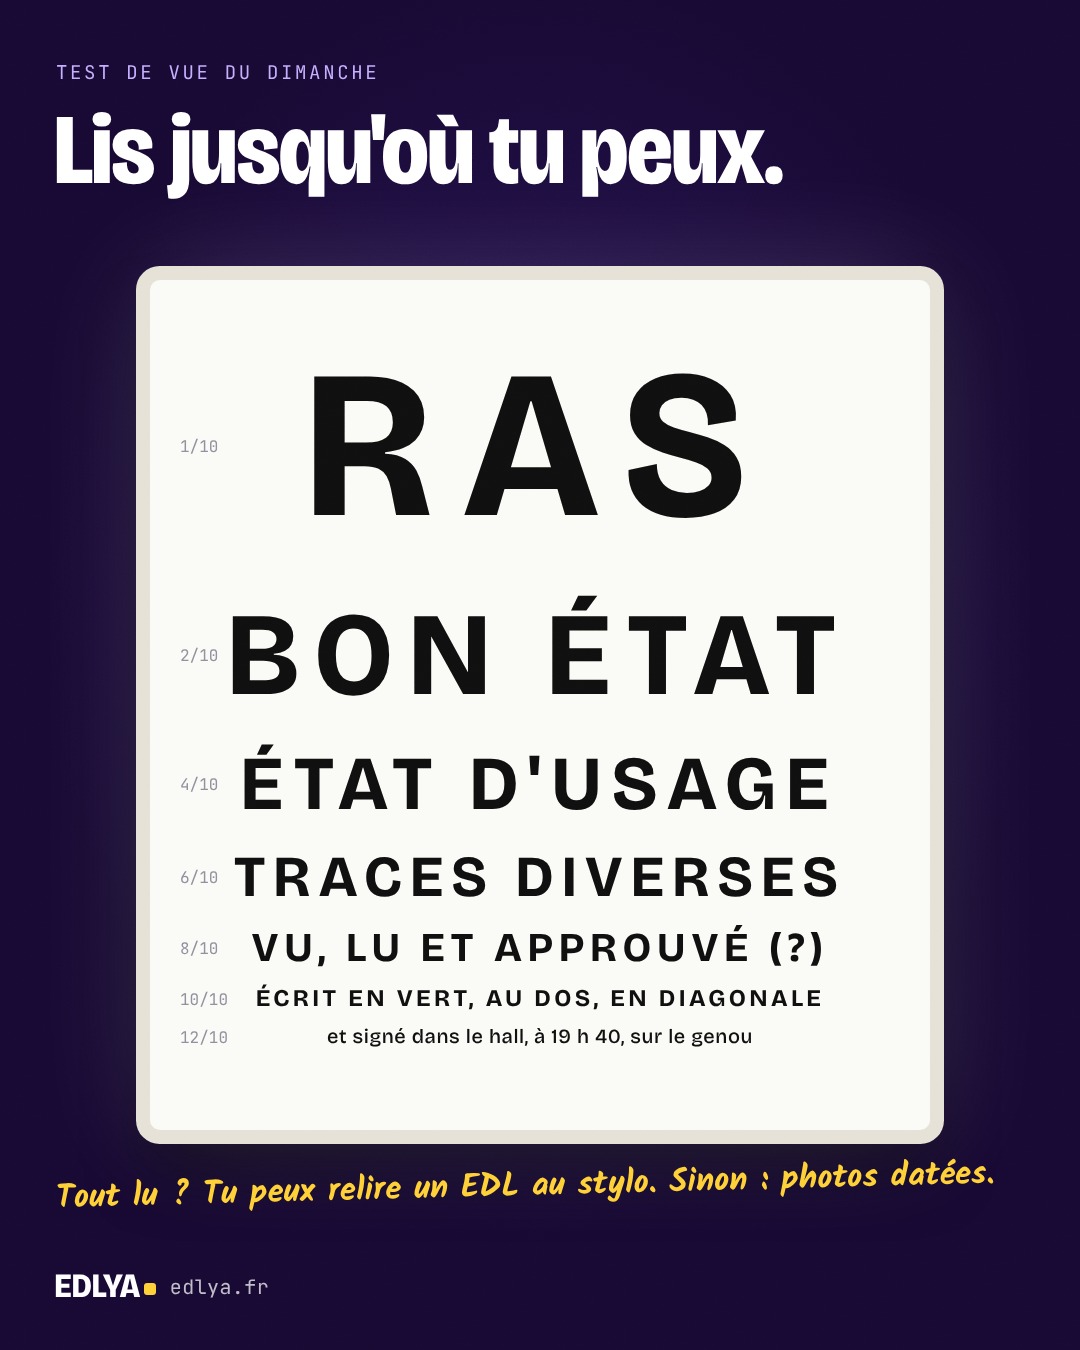 TEST DE VUE DU DIMANCHE
Lis jusqu'où tu peux.
1/10 RAS
2/10 BON ÉTAT
4/10 ÉTAT D'USAGE
6/10 TRACES DIVERSES
8/10 VU, LU ET APPROUVÉ (?)
10/10 ÉCRIT EN VERT, AU DOS, EN DIAGONALE
12/10 et signé dans le hall, à 19 h 40, sur le genou
Tout lu ? Tu peux relire un EDL au stylo. Sinon : photos datées.
EDLYA edlya.fr